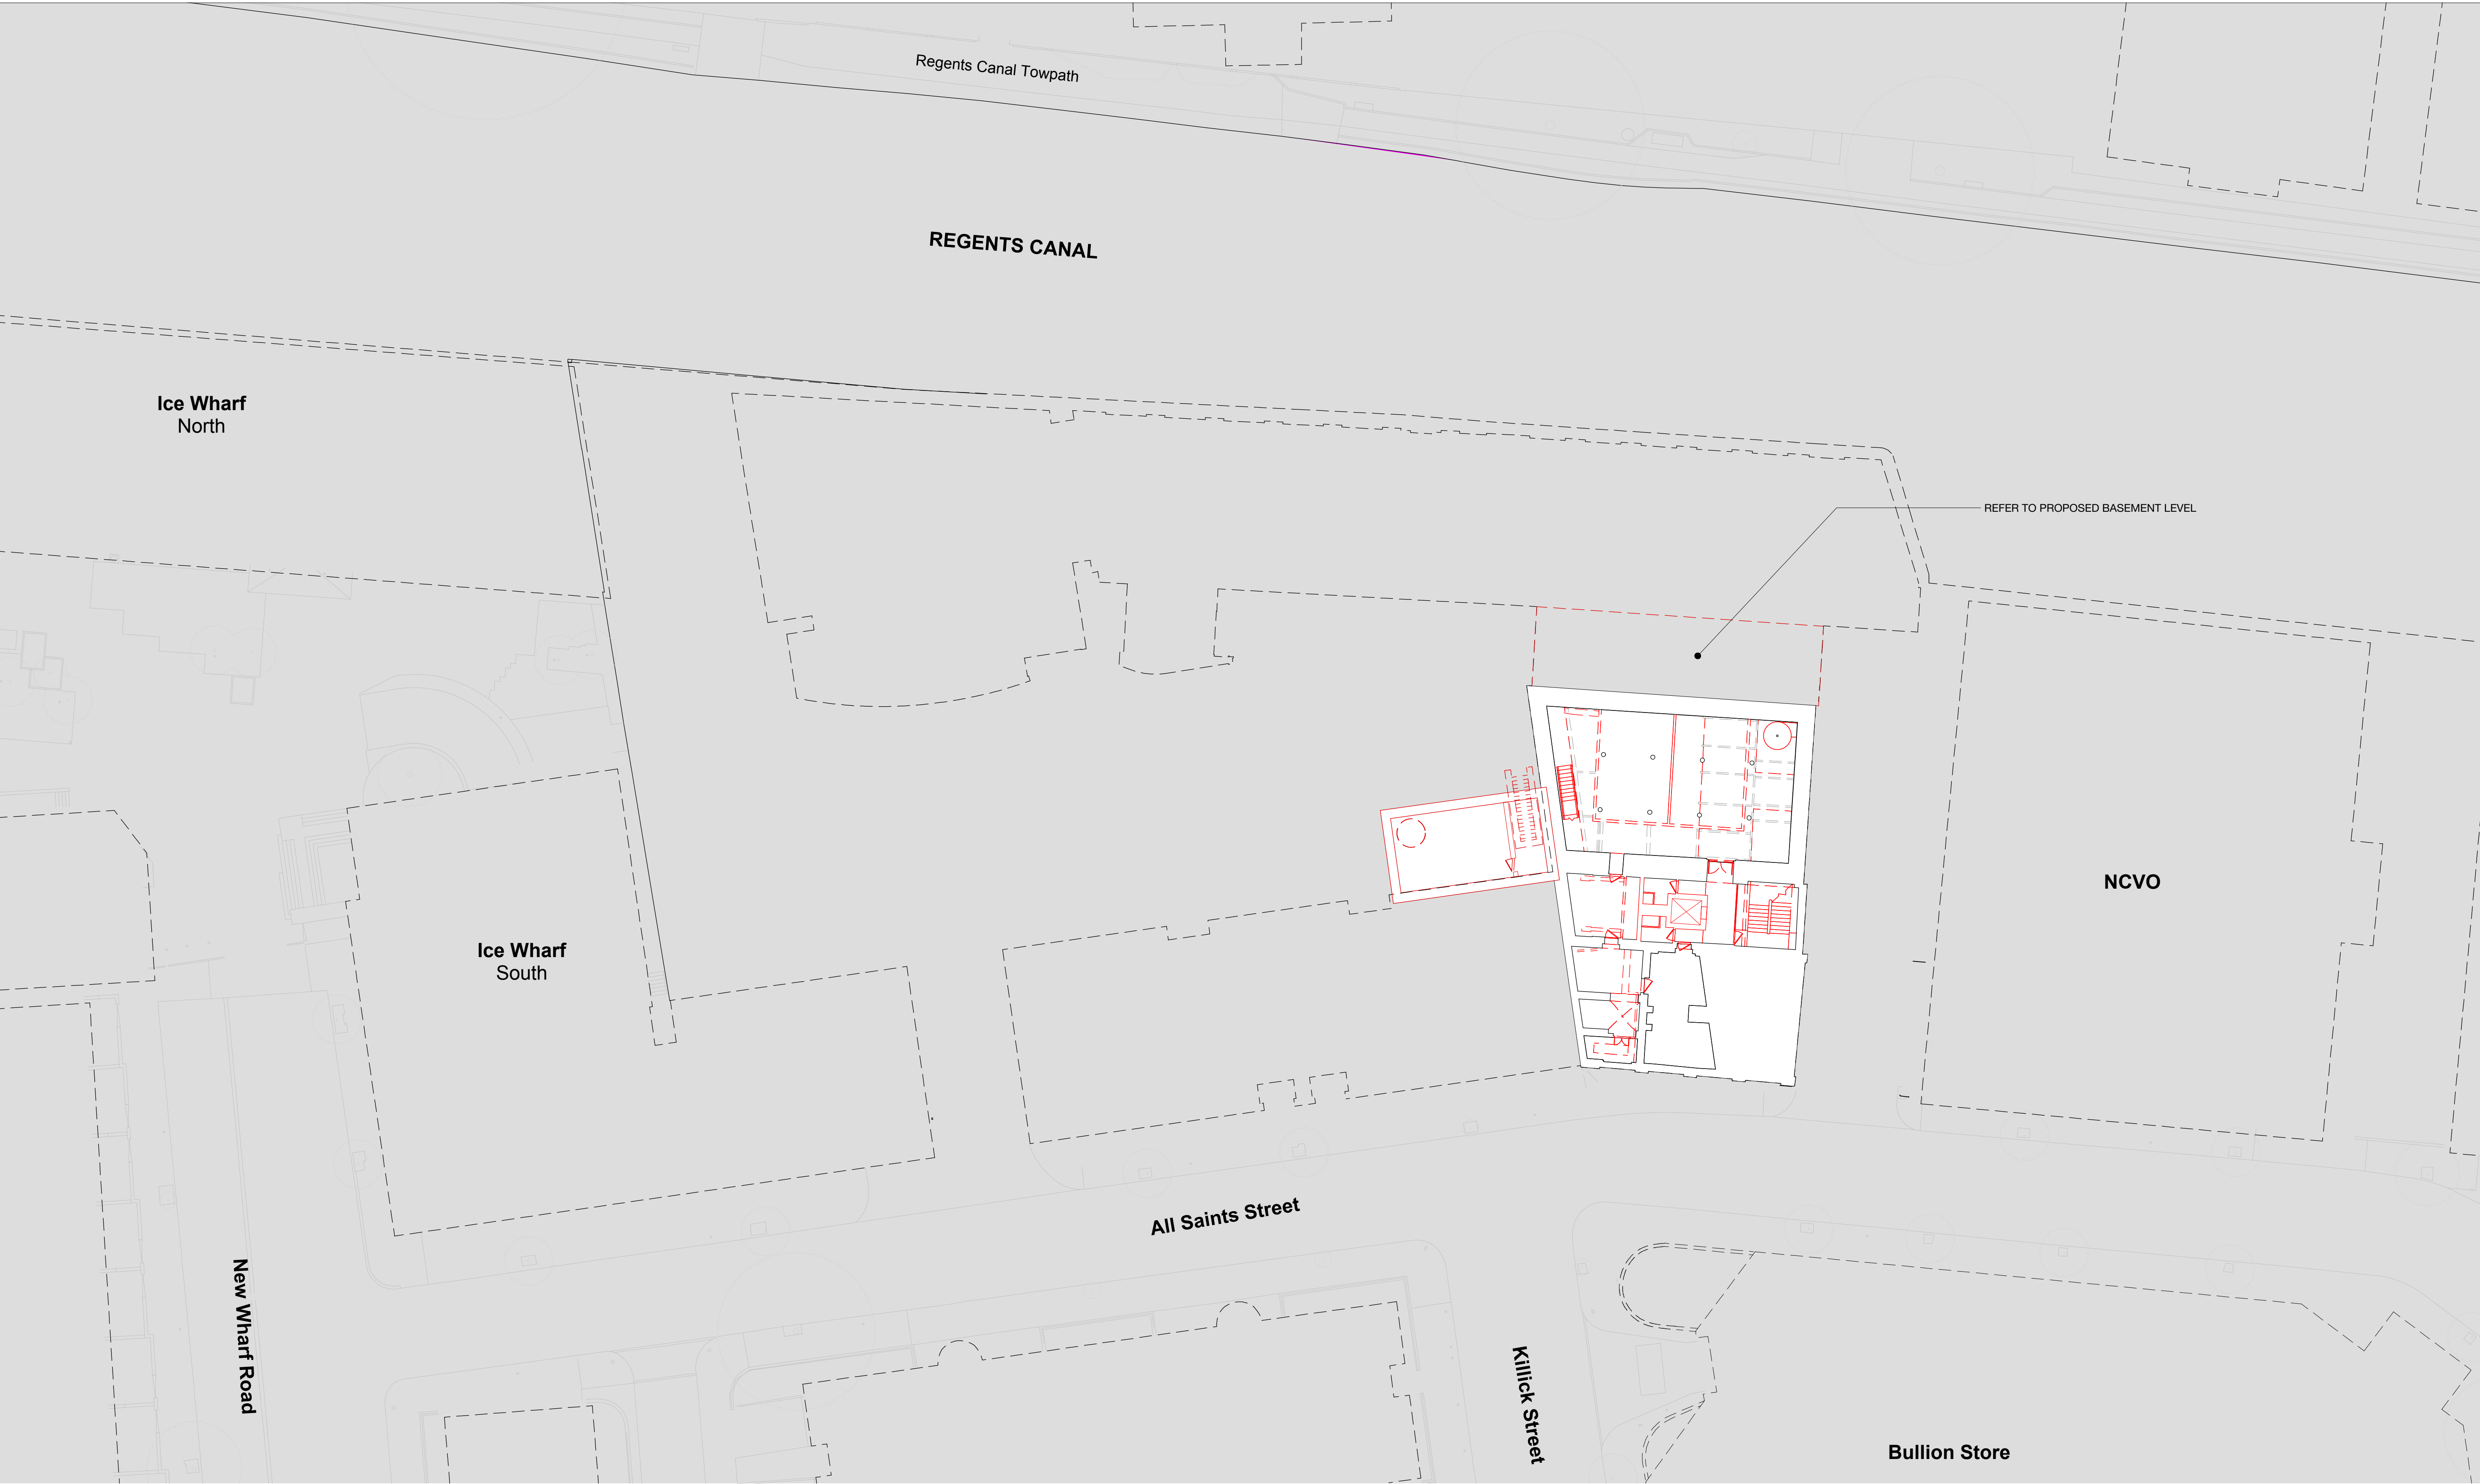 Regents Canal Towpath
REGENTS CANAL
Ice Wharf
North
REFER TO PROPOSED BASEMENT LEVEL
NCVO
Ice Wharf
South
All Saints Street
New Wharf Road
Killick Street
Bullion Store